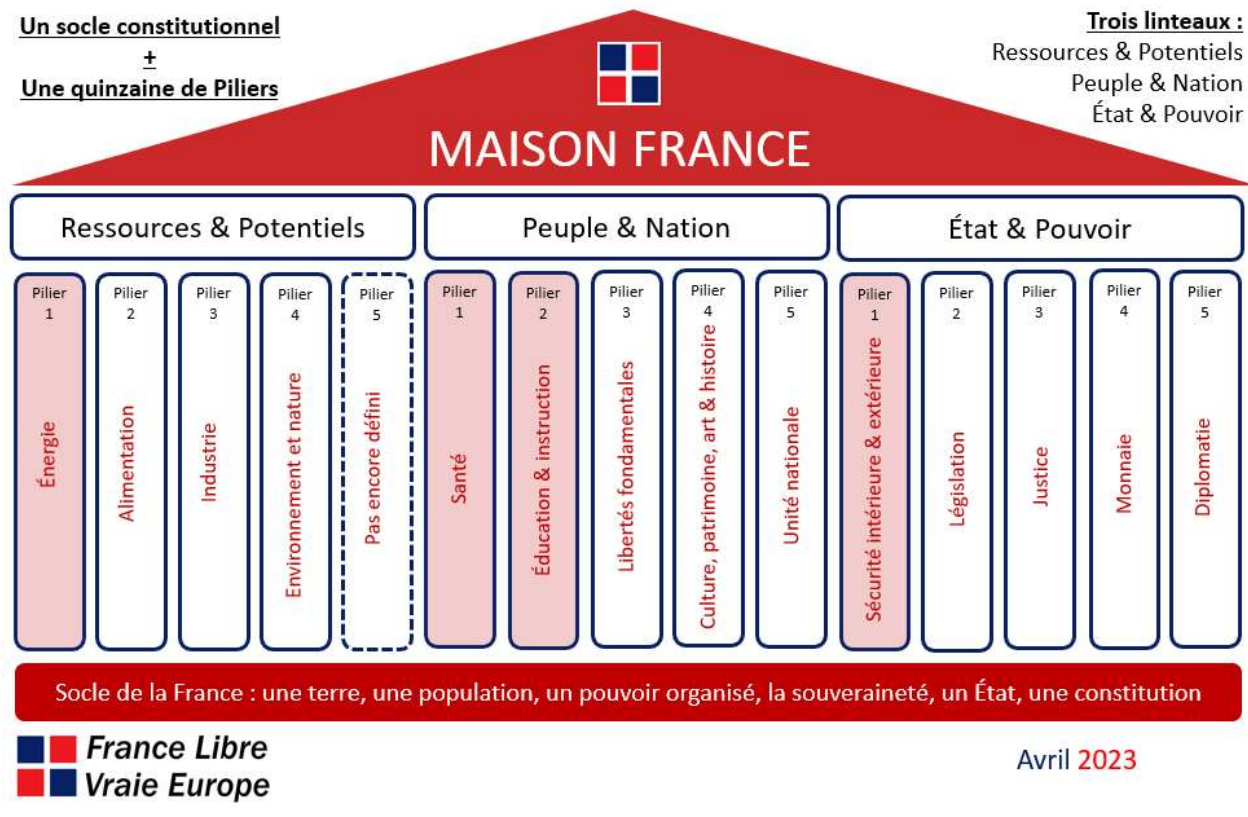 Un socle constitutionnel
+
Une quinzaine de Piliers
Trois linteaux :
Ressources & Potentiels
Peuple & Nation
État & Pouvoir
MAISON FRANCE
Ressources & Potentiels
Peuple & Nation
État & Pouvoir
Pilier
1
Énergie
Pilier
2
Alimentation
Pilier
3
Industrie
Pilier
4
Environnement et nature
Pilier
5
Pas encore défini
Pilier
1
Santé
Pilier
2
Éducation & instruction
Pilier
3
Libertés fondamentales
Pilier
4
Culture, patrimoine, art & histoire
Pilier
5
Unité nationale
Pilier
1
Sécurité intérieure & extérieure
Pilier
2
Législation
Pilier
3
Justice
Pilier
4
Monnaie
Pilier
5
Diplomatie
Socle de la France : une terre, une population, un pouvoir organisé, la souveraineté, un État, une constitution
France Libre
Vraie Europe
Avril 2023